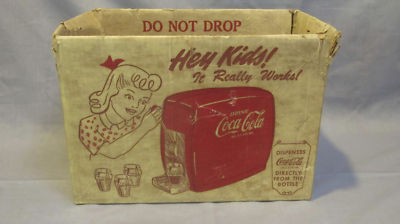 DO NOT DROP
Hey Kids!
It Really Works!
DRINK
Coca-Cola
DISPENSES
Coca-Cola
DIRECTLY
FROM THE
BOTTLE